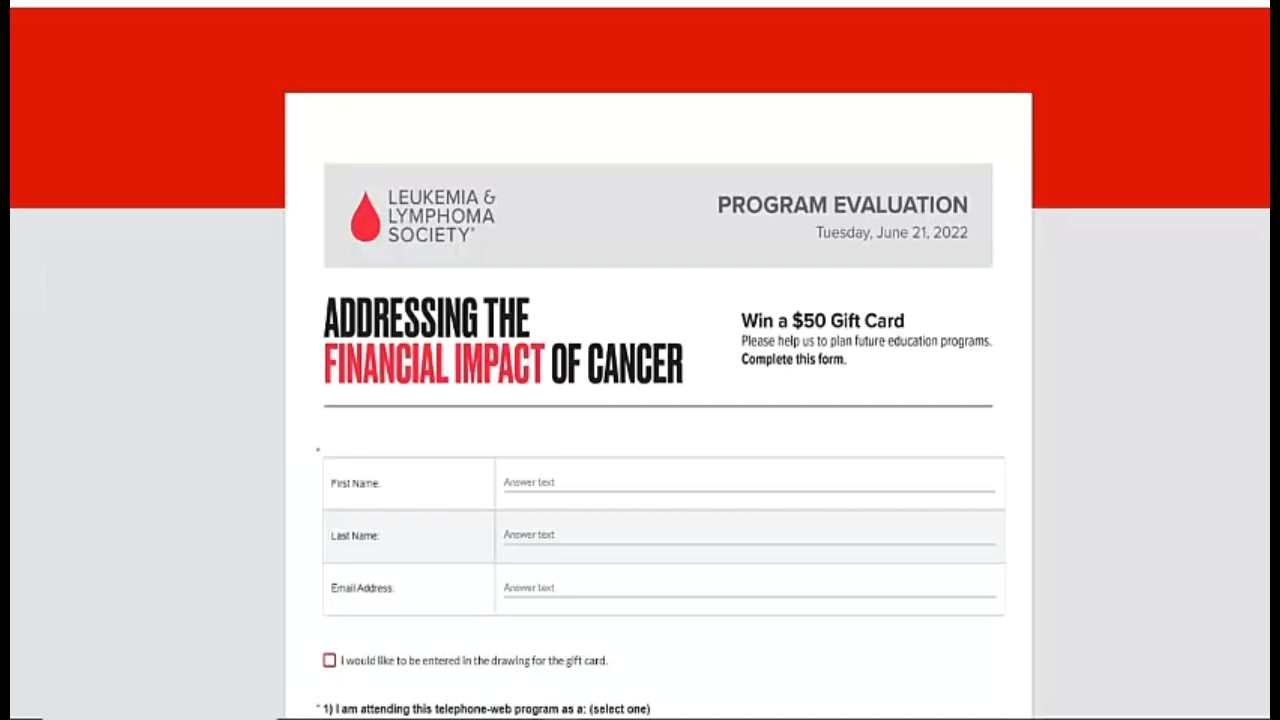 LEUKEMIA &
LYMPHOMA
SOCIETY®
PROGRAM EVALUATION
Tuesday, June 21, 2022
ADDRESSING THE
FINANCIAL IMPACT OF CANCER
Win a $50 Gift Card
Please help us to plan future education programs.
Complete this form.
*
First Name:
Answer text
Last Name:
Answer text
Email Address:
Answer text
I would like to be entered in the drawing for the gift card.
* 1) I am attending this telephone-web program as a: (select one)